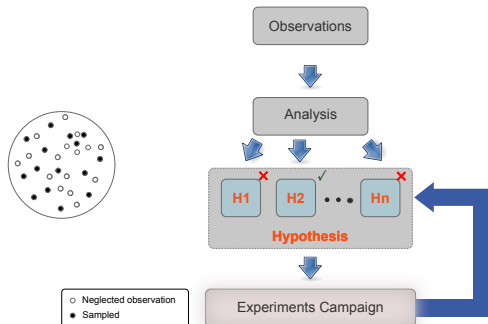 Observations
Analysis
H1 H2 Hn
Hypothesis
Experiments Campaign
Neglected observation
Sampled